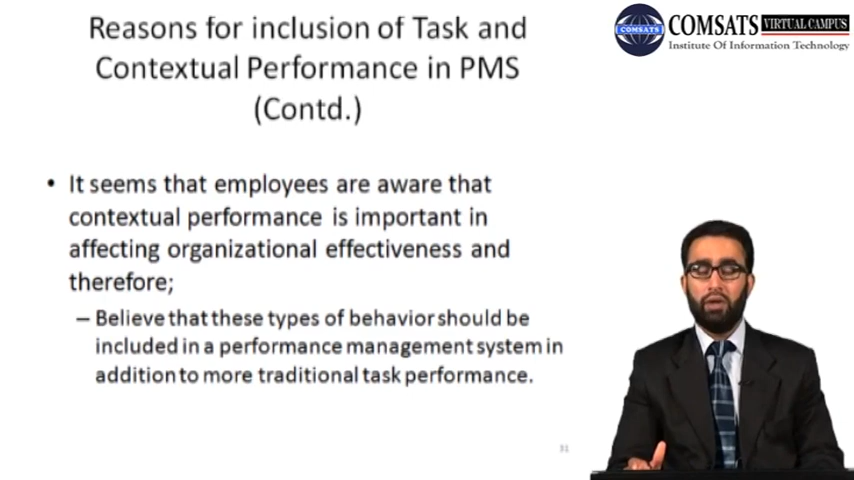 Reasons for inclusion of Task and
Contextual Performance in PMS
(Contd.)
COMSATS
COMSATS VIRTUAL CAMPUS
Institute Of Information Technology
• It seems that employees are aware that
contextual performance is important in
affecting organizational effectiveness and
therefore;
– Believe that these types of behavior should be
included in a performance management system in
addition to more traditional task performance.
31